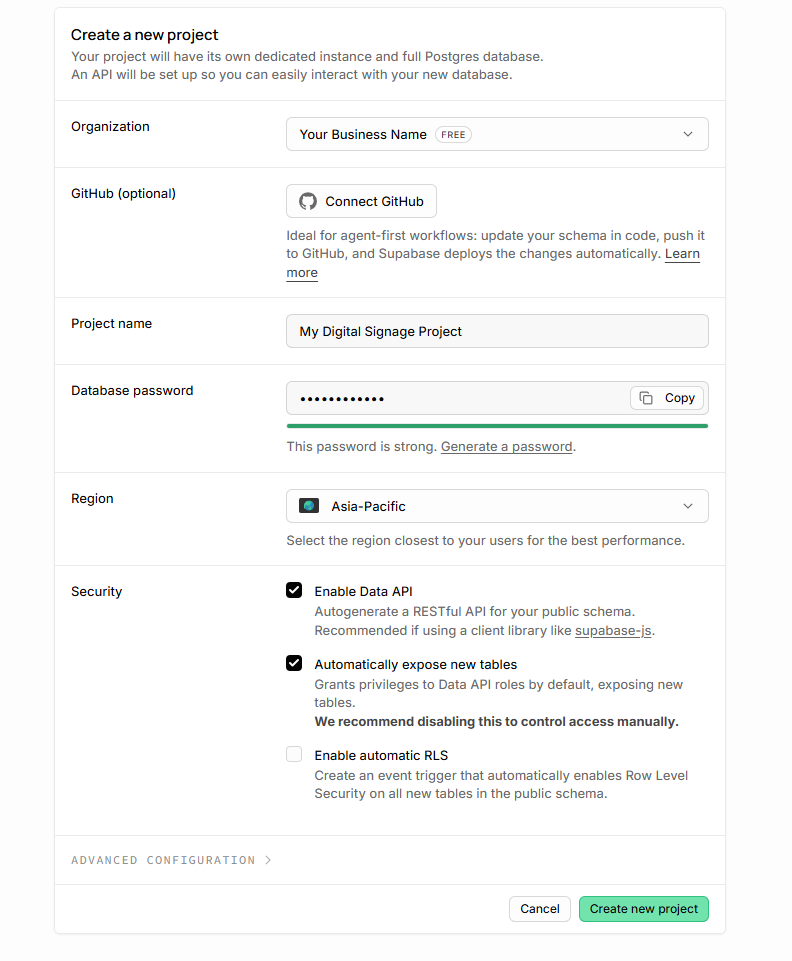 Create a new project
Your project will have its own dedicated instance and full Postgres database.
An API will be set up so you can easily interact with your new database.
Organization
Your Business Name FREE
GitHub (optional)
Connect GitHub
Ideal for agent-first workflows: update your schema in code, push it
to GitHub, and Supabase deploys the changes automatically. Learn
more
Project name
My Digital Signage Project
Database password
••••••••••••
Copy
This password is strong. Generate a password.
Region
Asia-Pacific
Select the region closest to your users for the best performance.
Security
Enable Data API
Autogenerate a RESTful API for your public schema.
Recommended if using a client library like supabase-js.
Automatically expose new tables
Grants privileges to Data API roles by default, exposing new
tables.
We recommend disabling this to control access manually.
Enable automatic RLS
Create an event trigger that automatically enables Row Level
Security on all new tables in the public schema.
ADVANCED CONFIGURATION >
Cancel
Create new project